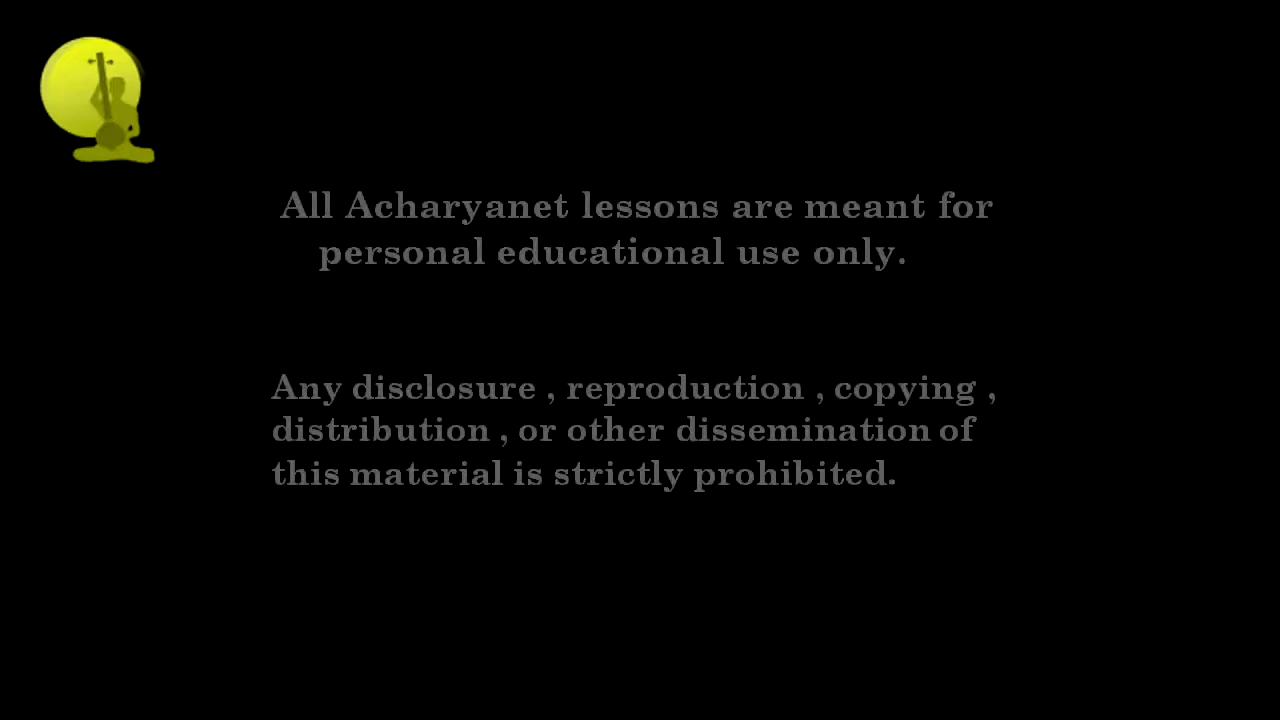 All Acharyanet lessons are meant for
personal educational use only.
Any disclosure , reproduction , copying ,
distribution , or other dissemination of
this material is strictly prohibited.